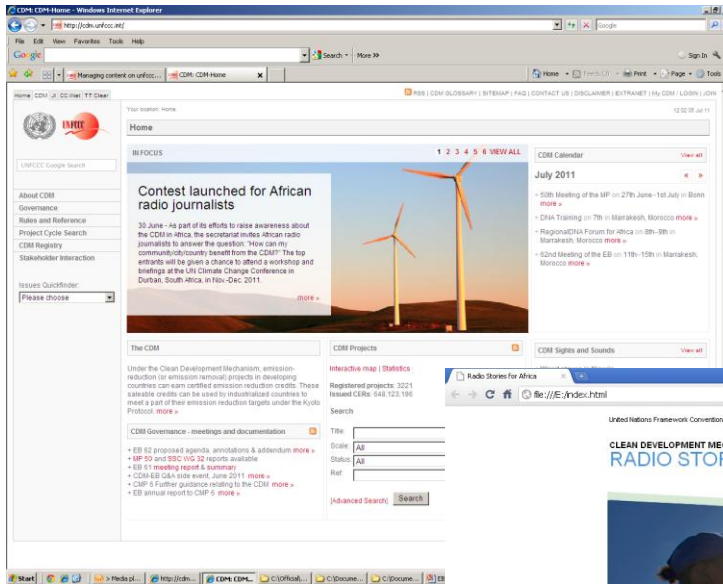 CDM: CDM-Home - Windows Internet Explorer
http://cdm.unfccc.int/
Google
File Edit View Favorites Tools Help
Google
Search
More >>
Sign In
Managing content on unfccc...
CDM: CDM-Home
Home
Print
Page
Tools
Home CDM JI CC:iNet TT:Clear
RSS | CDM GLOSSARY | SITEMAP | FAQ | CONTACT US | DISCLAIMER | EXTRANET | My CDM / LOGIN | JOIN
Your location: Home
12:02 05 Jul 11
UNFCCC
Home
UNFCCC Google Search
IN FOCUS
1 2 3 4 5 6 VIEW ALL
About CDM
Governance
Rules and Reference
Project Cycle Search
CDM Registry
Stakeholder Interaction
Issues Quickfinder:
Please choose
Contest launched for African
radio journalists
30 June - As part of its efforts to raise awareness about
the CDM in Africa, the secretariat invites African radio
journalists to answer the question: "How can my
community/city/country benefit from the CDM?" The top
entrants will be given a chance to attend a workshop and
briefings at the UN Climate Change Conference in
Durban, South Africa, in Nov.-Dec. 2011.
more »
CDM Calendar
View all
July 2011
« »
50th Meeting of the MP on 27th June–1st July in Bonn
more »
DNA Training on 7th in Marrakesh, Morocco more »
RegionalDNA Forum for Africa on 8th–9th in
Marrakesh, Morocco more »
62nd Meeting of the EB on 11th–15th in Marrakesh,
Morocco more »
The CDM
Under the Clean Development Mechanism, emission-
reduction (or emission removal) projects in developing
countries can earn certified emission reduction credits. These
saleable credits can be used by industrialized countries to
meet a part of their emission reduction targets under the Kyoto
Protocol. more »
CDM Governance - meetings and documentation
+ EB 62 proposed agenda, annotations & addendum more »
+ MP 50 and SSC WG 32 reports available
+ EB 61 meeting report & summary
+ CDM-EB Q&A side event, June 2011 more »
+ CMP 6 Further guidance relating to the CDM more »
+ EB annual report to CMP 6 more »
CDM Projects
Interactive map | Statistics
Registered projects: 3221
Issued CERs: 648,123,196
Search
Title:
Scale: All
Status: All
Ref:
[Advanced Search] Search
CDM Sights and Sounds
View all
Radio Stories for Africa
file:///E:/index.html
United Nations Framework Convention
CLEAN DEVELOPMENT ME
RADIO STO
Start
Media pl...
http://cdm...
CDM: CDM...
C:\Official\...
C:\Docume...
C:\Docume...